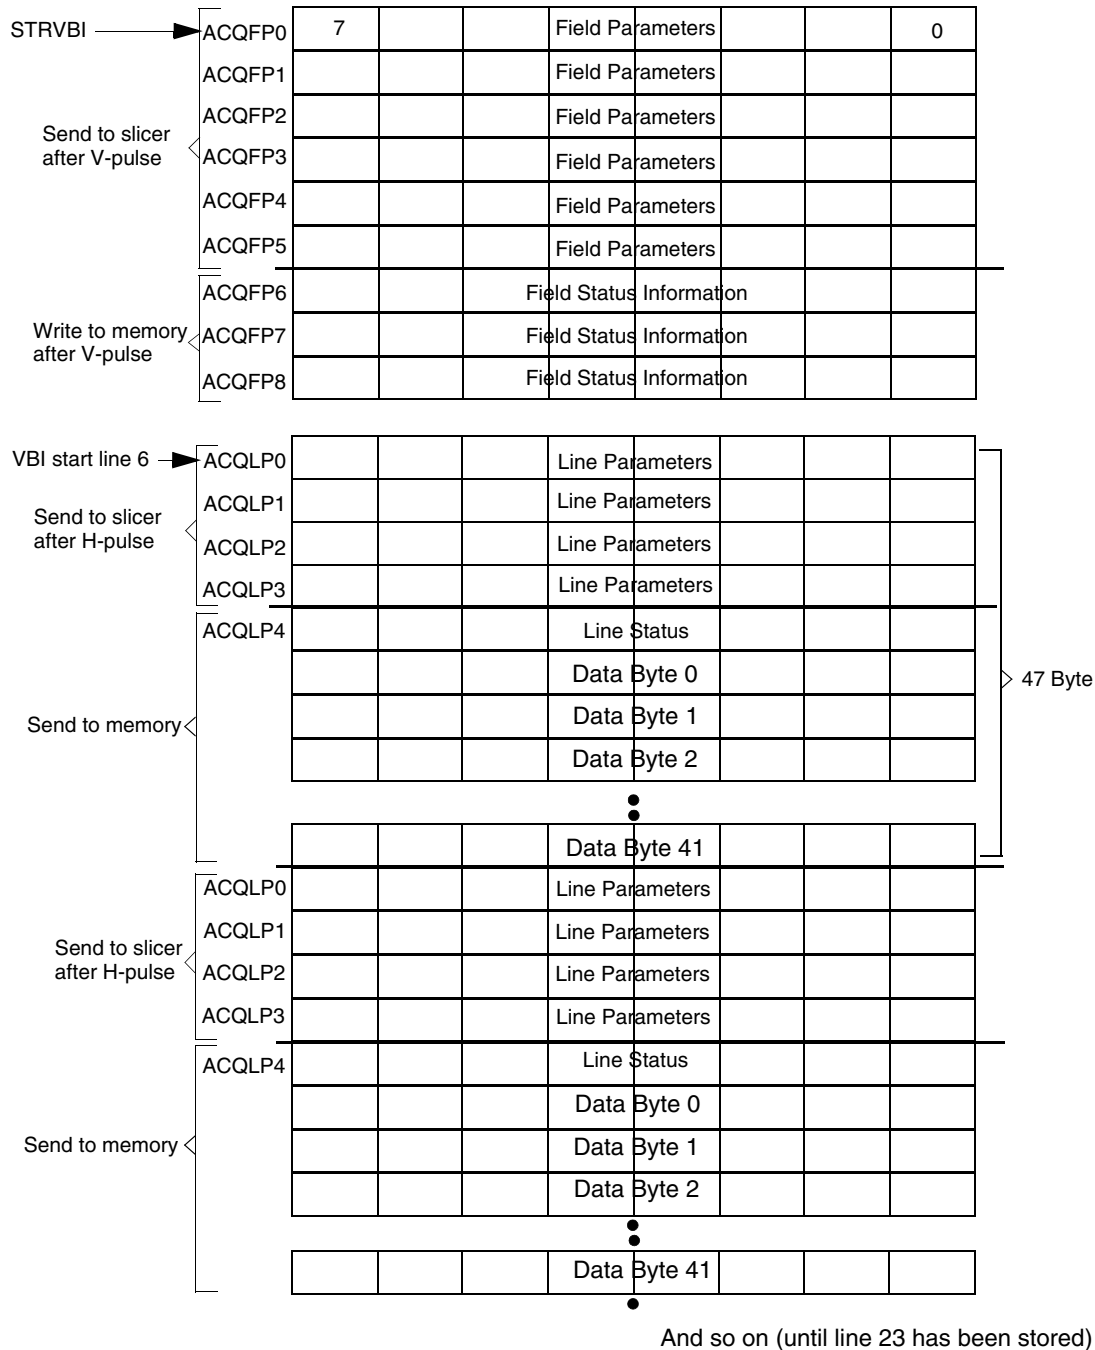 STRVBI
ACQFP0 7 Field Parameters 0
ACQFP1 Field Parameters
ACQFP2 Field Parameters
Send to slicer
after V-pulse
ACQFP3 Field Parameters
ACQFP4 Field Parameters
ACQFP5 Field Parameters
ACQFP6 Field Status Information
Write to memory
after V-pulse
ACQFP7 Field Status Information
ACQFP8 Field Status Information
VBI start line 6
ACQLP0 Line Parameters
ACQLP1 Line Parameters
Send to slicer
after H-pulse
ACQLP2 Line Parameters
ACQLP3 Line Parameters
ACQLP4 Line Status
Data Byte 0
47 Byte
Send to memory
Data Byte 1
Data Byte 2
Data Byte 41
ACQLP0 Line Parameters
ACQLP1 Line Parameters
Send to slicer
after H-pulse
ACQLP2 Line Parameters
ACQLP3 Line Parameters
ACQLP4 Line Status
Data Byte 0
Send to memory
Data Byte 1
Data Byte 2
Data Byte 41
And so on (until line 23 has been stored)